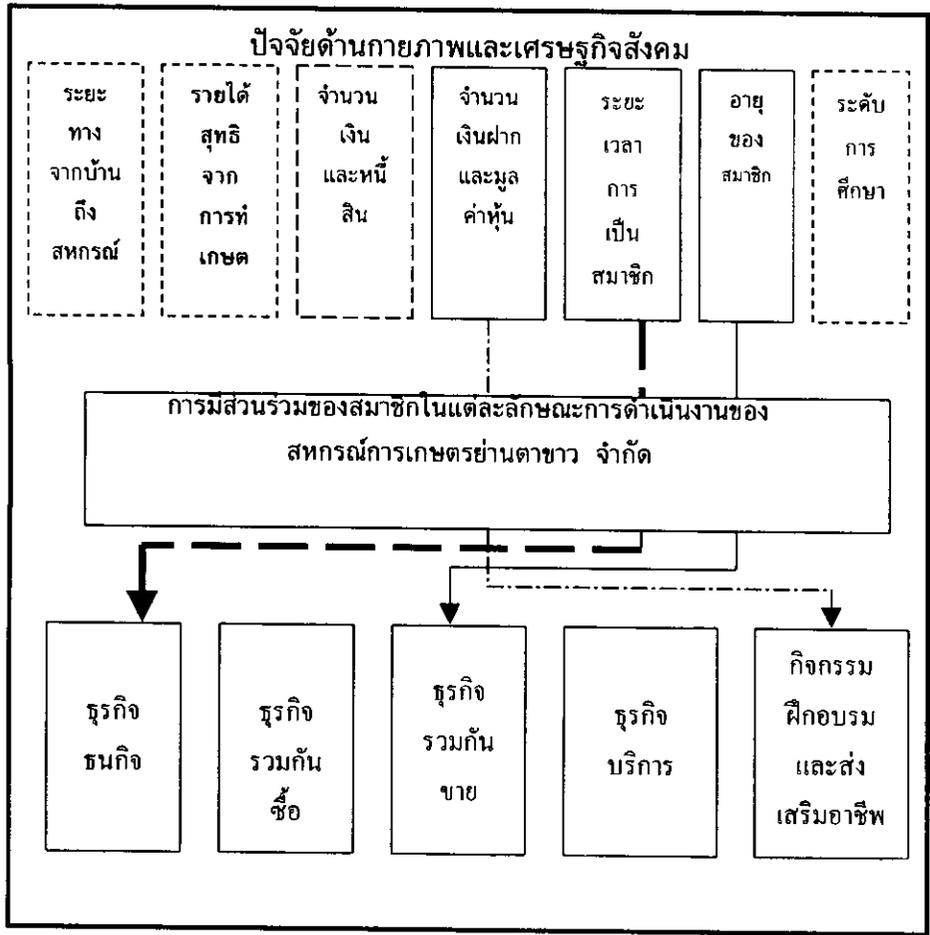 ปัจจัยด้านกายภาพและเศรษฐกิจสังคม
ระยะ
ทาง
จากบ้าน
ถึง
สหกรณ์
รายได้
สุทธิ
จาก
การทำ
เกษต
จำนวน
เงิน
และหนี้
สิน
จำนวน
เงินฝาก
และมูล
ค่าหุ้น
ระยะ
เวลา
การ
เป็น
สมาชิก
อายุ
ของ
สมาชิก
ระดับ
การ
ศึกษา
การมีส่วนร่วมของสมาชิกในแต่ละลักษณะการดำเนินงานของ
สหกรณ์การเกษตรย่านตาขาว จำกัด
ธุรกิจ
ธนกิจ
ธุรกิจ
รวมกัน
ซื้อ
ธุรกิจ
รวมกัน
ขาย
ธุรกิจ
บริการ
กิจกรรม
ฝึกอบรม
และส่ง
เสริมอาชีพ